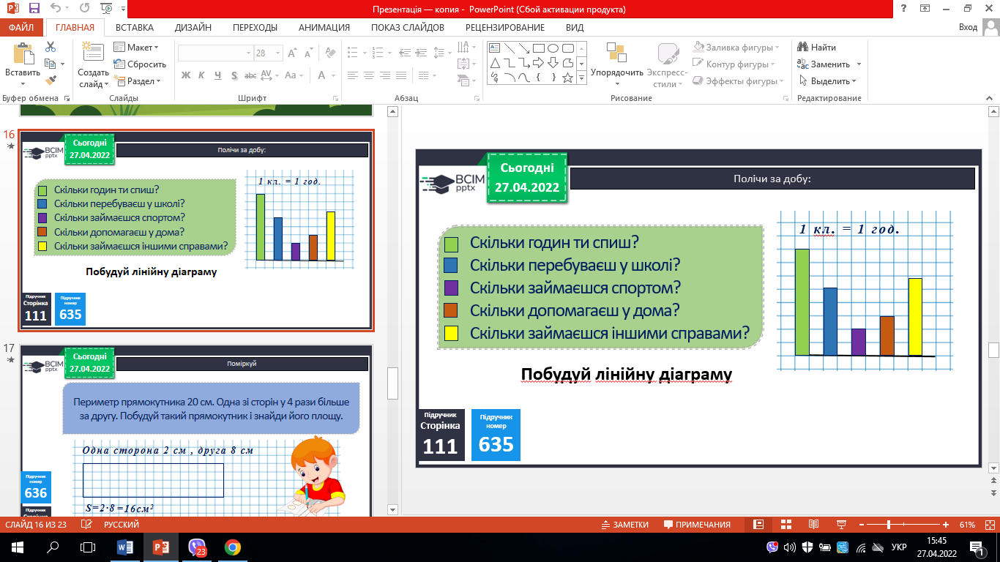 Презентація — копия - PowerPoint (Сбой активации продукта)
ФАЙЛ ГЛАВНАЯ ВСТАВКА ДИЗАЙН ПЕРЕХОДЫ АНИМАЦИЯ ПОКАЗ СЛАЙДОВ РЕЦЕНЗИРОВАНИЕ ВИД Вход
Вставить
Буфер обмена
Создать слайд
Макет
Сбросить
Раздел
Слайды
28
Ж К Ч S abc AV Aa A
Шрифт
Абзац
Упорядочить
Экспресс-стили
Заливка фигуры
Контур фигуры
Эффекты фигуры
Рисование
Найти
Заменить
Выделить
Редактирование
16
BCIM pptx
Сьогодні
27.04.2022
Полічи за добу:
Скільки годин ти спиш?
Скільки перебуваєш у школі?
Скільки займаєшся спортом?
Скільки допомагаєш у дома?
Скільки займаєшся іншими справами?
1 кл. = 1 год.
Побудуй лінійну діаграму
Підручник
Сторінка
111
Підручник
номер
635
17
BCIM pptx
Сьогодні
27.04.2022
Поміркуй
Периметр прямокутника 20 см. Одна зі сторін у 4 рази більше
за другу. Побудуй такий прямокутник і знайди його площу.
Одна сторона 2 см , друга 8 см
S=2·8=16см²
Підручник
номер
636
Підручник
BCIM
pptx
Сьогодні
27.04.2022
Полічи за добу:
Скільки годин ти спиш?
Скільки перебуваєш у школі?
Скільки займаєшся спортом?
Скільки допомагаєш у дома?
Скільки займаєшся іншими справами?
1 кл. = 1 год.
Побудуй лінійну діаграму
Підручник
Сторінка
111
Підручник
номер
635
СЛАЙД 16 ИЗ 23 РУССКИЙ ЗАМЕТКИ ПРИМЕЧАНИЯ 61%
23
УКР
15:45
27.04.2022
1